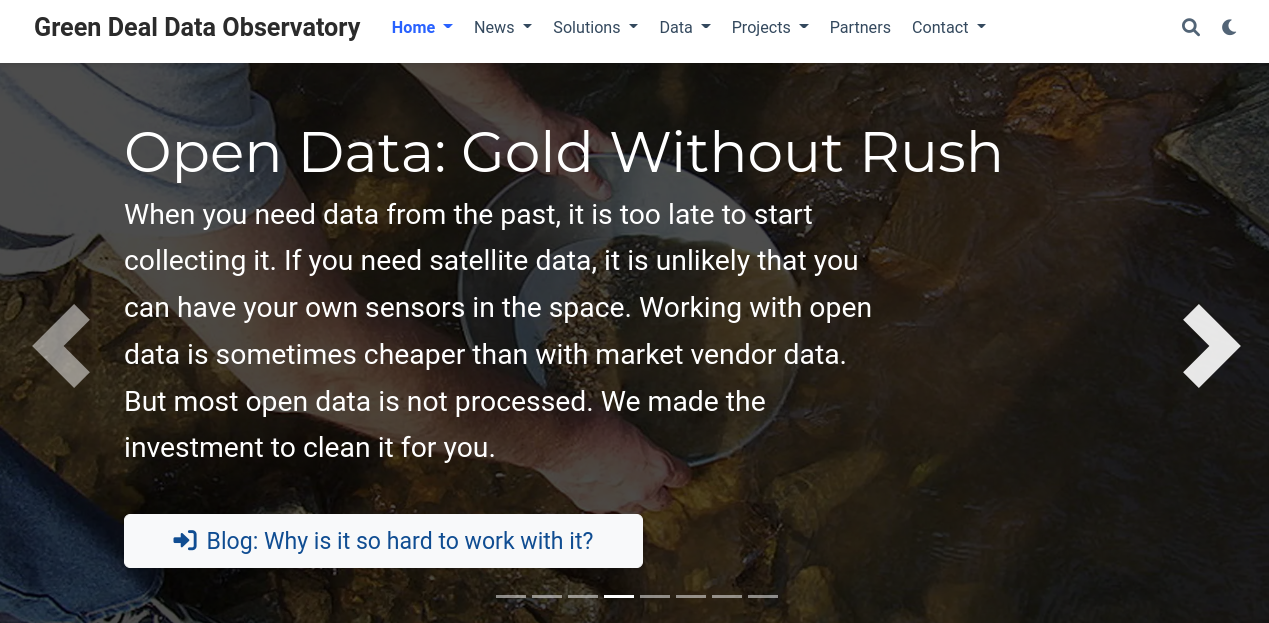 Green Deal Data Observatory Home News Solutions Data Projects Partners Contact
Open Data: Gold Without Rush
When you need data from the past, it is too late to start
collecting it. If you need satellite data, it is unlikely that you
can have your own sensors in the space. Working with open
data is sometimes cheaper than with market vendor data.
But most open data is not processed. We made the
investment to clean it for you.
Blog: Why is it so hard to work with it?